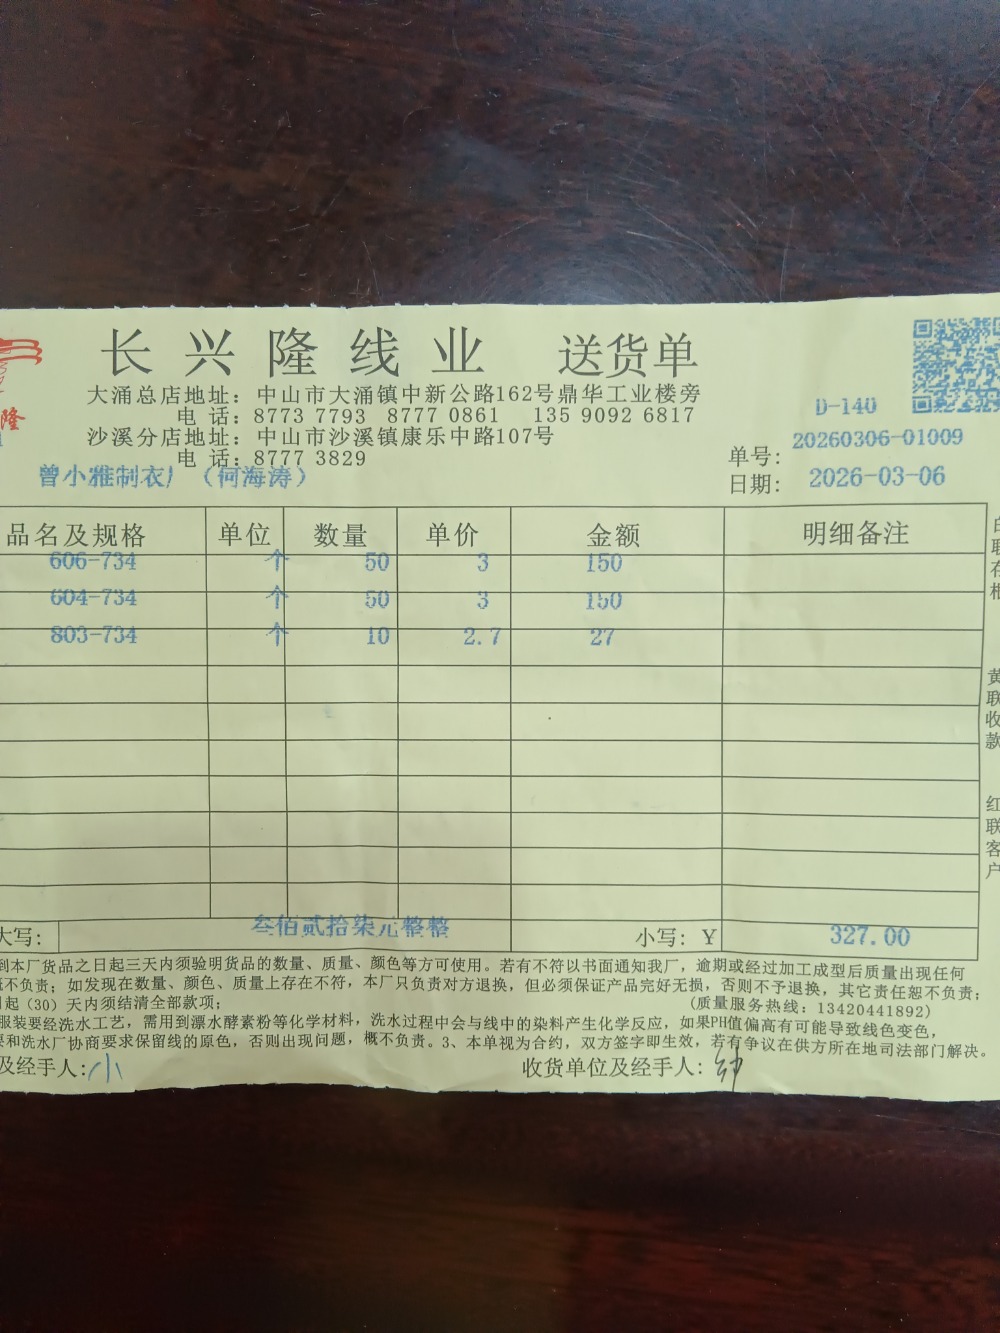 长兴隆线业 送货单
隆
大涌总店地址：中山市大涌镇中新公路162号鼎华工业楼旁
电 话：8773 7793 8777 0861 135 9092 6817
D-140
沙溪分店地址：中山市沙溪镇康乐中路107号
电 话：8777 3829
单号：20260306-01009
曾小雅制衣厂（何海涛）
日期：2026-03-06
品名及规格 单位 数量 单价 金额 明细备注
606-734 个 50 3 150
604-734 个 50 3 150
803-734 个 10 2.7 27
白联存根
黄联收款
红联客户
大写：叁佰贰拾柒元整整 小写：Y 327.00
到本厂货品之日起三天内须验明货品的数量、质量、颜色等方可使用。若有不符以书面通知我厂，逾期或经过加工成型后质量出现任何
不负责；如发现在数量、颜色、质量上存在不符，本厂只负责对方退换，但必须保证产品完好无损，否则不予退换，其它责任恕不负责；
起（30）天内须结清全部款项； （质量服务热线：13420441892）
服装要经洗水工艺，需用到漂水酵素粉等化学材料，洗水过程中会与线中的染料产生化学反应，如果PH值偏高有可能导致线色变色，
和洗水厂协商要求保留线的原色，否则出现问题，概不负责。3、本单视为合约，双方签字即生效，若有争议在供方所在地司法部门解决。
及经手人：小 收货单位及经手人：